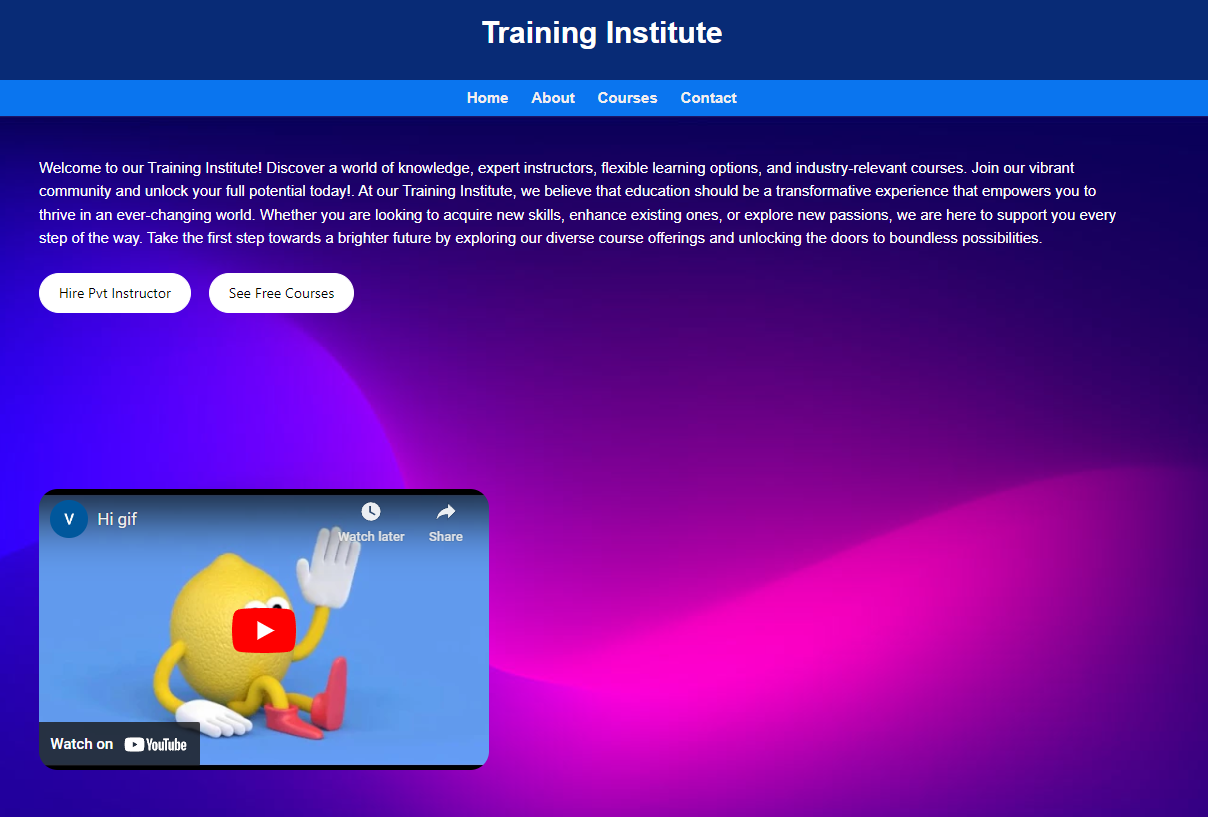 Training Institute
Home About Courses Contact
Welcome to our Training Institute! Discover a world of knowledge, expert instructors, flexible learning options, and industry-relevant courses. Join our vibrant
community and unlock your full potential today!. At our Training Institute, we believe that education should be a transformative experience that empowers you to
thrive in an ever-changing world. Whether you are looking to acquire new skills, enhance existing ones, or explore new passions, we are here to support you every
step of the way. Take the first step towards a brighter future by exploring our diverse course offerings and unlocking the doors to boundless possibilities.
Hire Pvt Instructor See Free Courses
V Hi gif
Watch later Share
Watch on YouTube